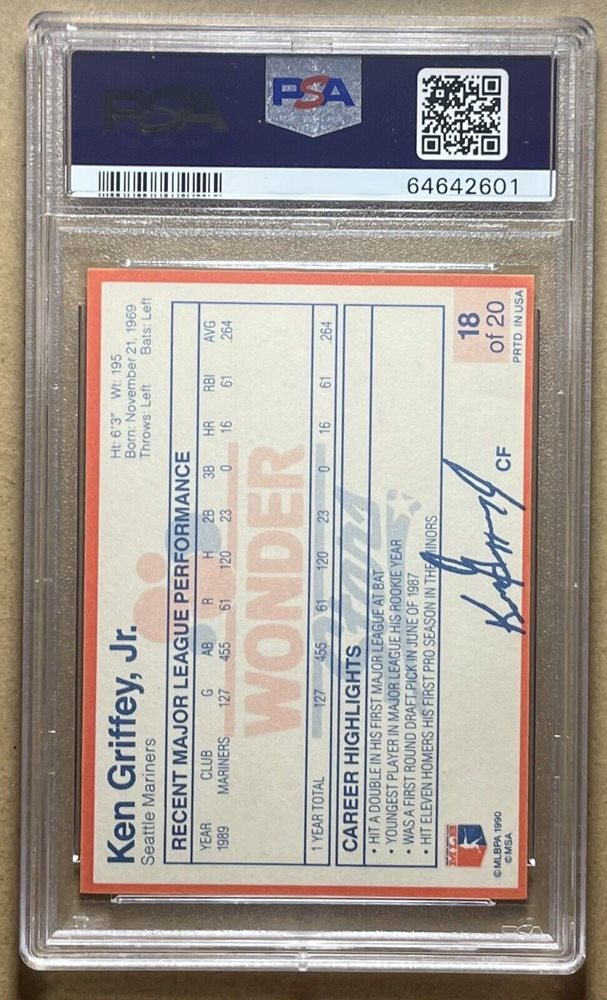 PSA
PSA
64642601
Ken Griffey, Jr.
Seattle Mariners
Ht: 6'3" Wt: 195
Born: November 21, 1969
Throws: Left Bats: Left
RECENT MAJOR LEAGUE PERFORMANCE
YEAR CLUB G AB R H 2B 3B HR RBI AVG
1989 MARINERS 127 455 61 120 23 0 16 61 .264
WONDER
Stars
1 YEAR TOTAL 127 455 61 120 23 0 16 61 .264
CAREER HIGHLIGHTS
• HIT A DOUBLE IN HIS FIRST MAJOR LEAGUE AT BAT
• YOUNGEST PLAYER IN MAJOR LEAGUE HIS ROOKIE YEAR
• WAS A FIRST ROUND DRAFT PICK IN JUNE OF 1987
• HIT ELEVEN HOMERS HIS FIRST PRO SEASON IN THE MINORS
MLB
© MLBPA 1990
© MSA
CF
18
of 20
PRTD. IN USA
PSA